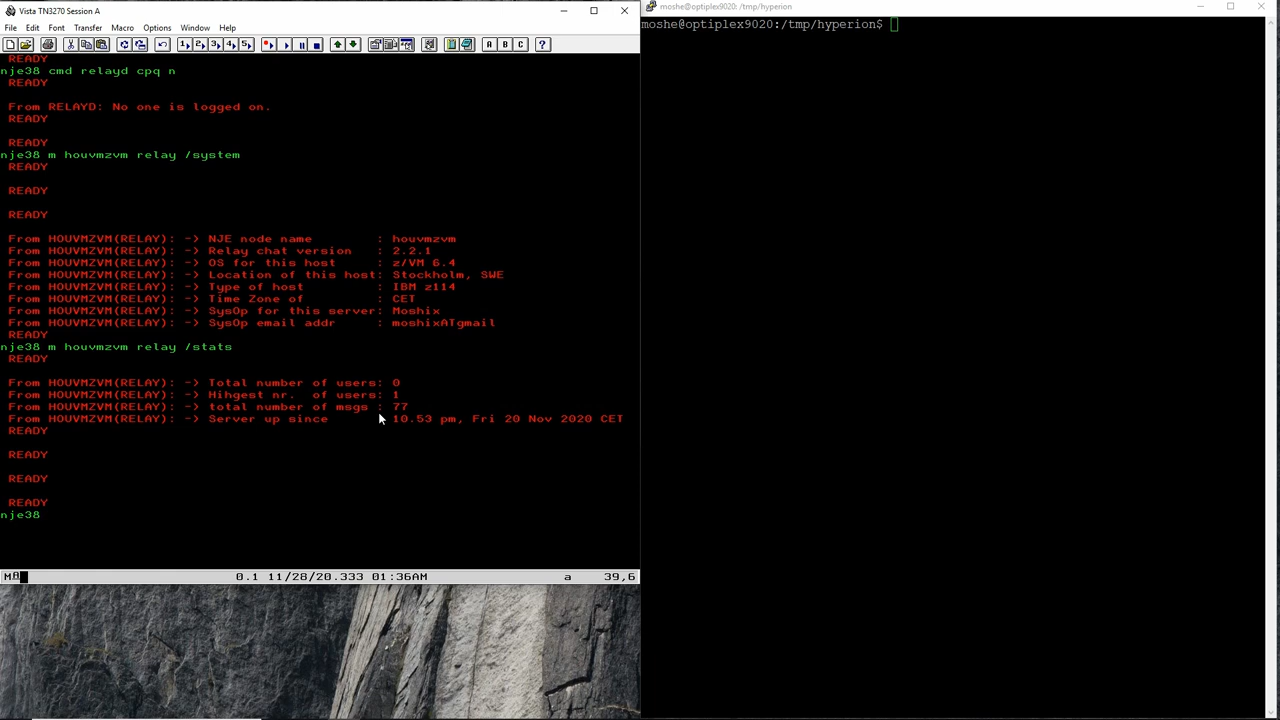 Vista TN3270 Session A
File Edit Font Transfer Macro Options Window Help
READY
nje38 cmd relayd cpq n
READY
From RELAYD: No one is logged on.
READY
READY
nje38 m houvmzvm relay /system
READY
READY
READY
From HOUVMZVM(RELAY): -> NJE node name : houvmzvm
From HOUVMZVM(RELAY): -> Relay chat version : 2.2.1
From HOUVMZVM(RELAY): -> OS for this host : z/VM 6.4
From HOUVMZVM(RELAY): -> Location of this host: Stockholm, SWE
From HOUVMZVM(RELAY): -> Type of host : IBM z114
From HOUVMZVM(RELAY): -> Time Zone of : CET
From HOUVMZVM(RELAY): -> SysOp for this server: Moshix
From HOUVMZVM(RELAY): -> SysOp email addr : moshixATgmail
READY
nje38 m houvmzvm relay /stats
READY
From HOUVMZVM(RELAY): -> Total number of users: 0
From HOUVMZVM(RELAY): -> Hihgest nr. of users: 1
From HOUVMZVM(RELAY): -> total number of msgs : 77
From HOUVMZVM(RELAY): -> Server up since 10.53 pm, Fri 20 Nov 2020 CET
READY
READY
READY
READY
nje38
0.1 11/28/20.333 01:36AM a 39,6
moshe@optiplex9020: /tmp/hyperion
moshe@optiplex9020:/tmp/hyperion$